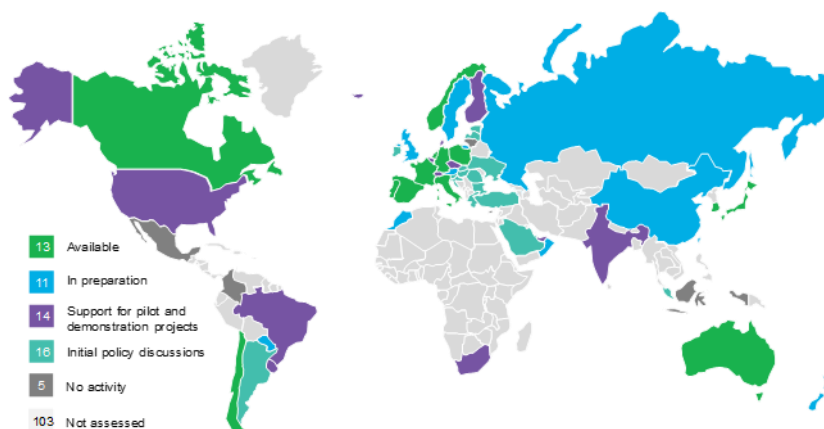 13 Available
11 In preparation
14 Support for pilot and
demonstration projects
16 Initial policy discussions
5 No activity
103 Not assessed